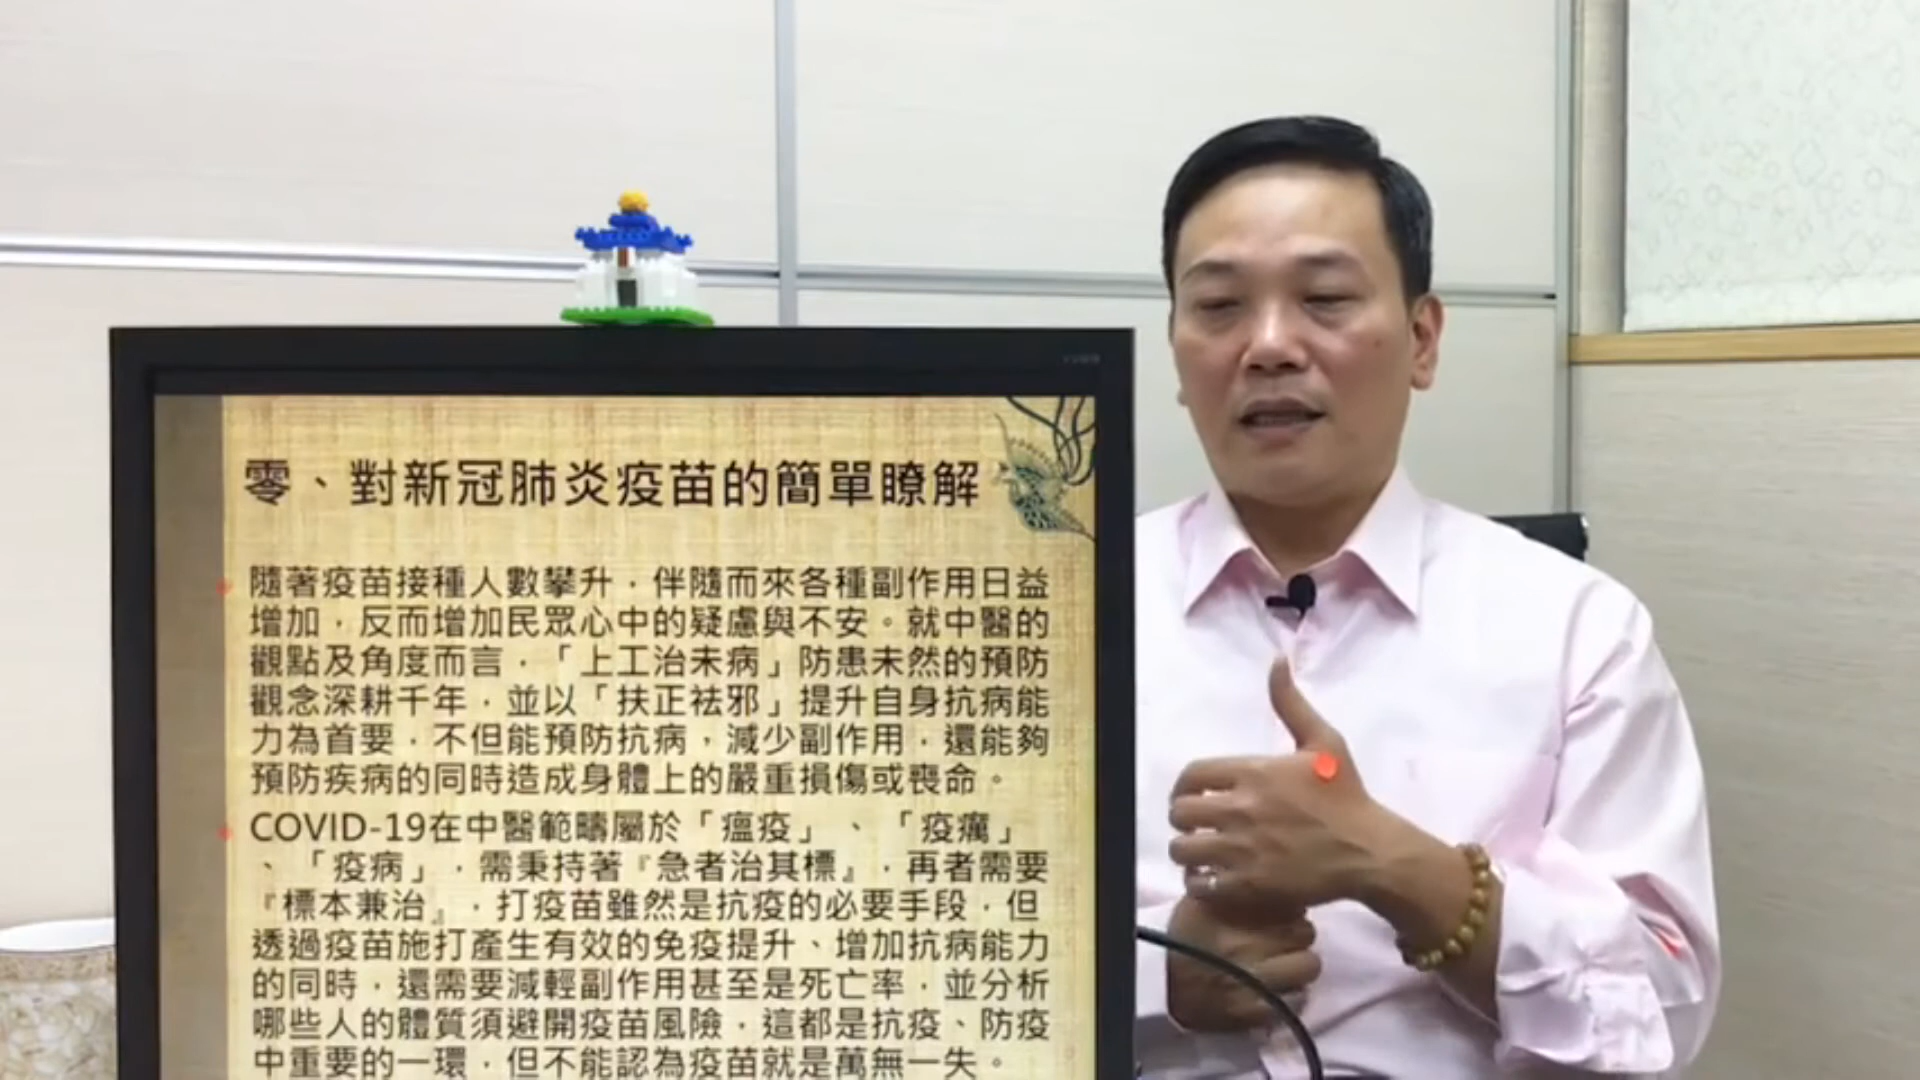 零、對新冠肺炎疫苗的簡單瞭解
隨著疫苗接種人數攀升，伴隨而來各種副作用日益
增加，反而增加民眾心中的疑慮與不安。就中醫的
觀點及角度而言，「上工治未病」防患未然的預防
觀念深耕千年，並以「扶正祛邪」提升自身抗病能
力為首要，不但能預防抗病，減少副作用，還能夠
預防疾病的同時造成身體上的嚴重損傷或喪命。
COVID-19在中醫範疇屬於「瘟疫」、「疫癘」
、「疫病」，需秉持著『急者治其標』，再者需要
『標本兼治』，打疫苗雖然是抗疫的必要手段，但
透過疫苗施打產生有效的免疫提升、增加抗病能力
的同時，還需要減輕副作用甚至是死亡率，並分析
哪些人的體質須避開疫苗風險，這都是抗疫、防疫
中重要的一環，但不能認為疫苗就是萬無一失。